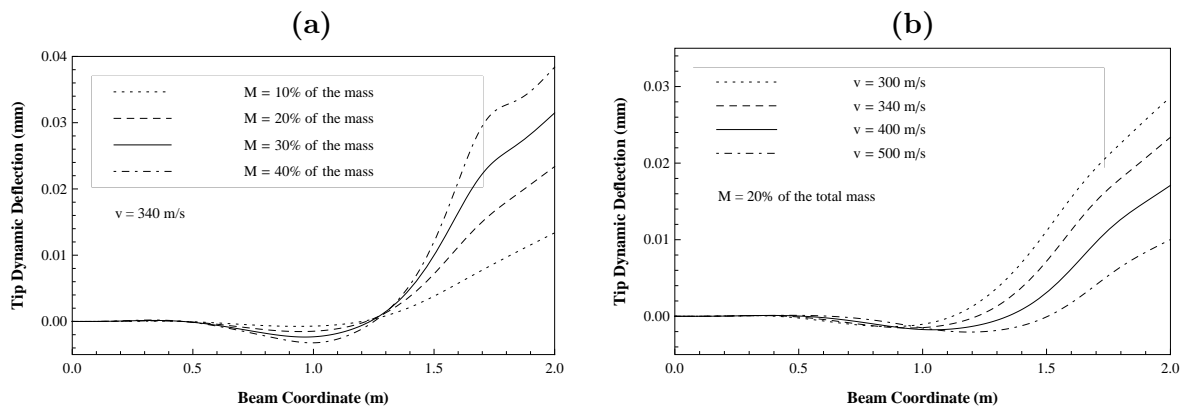 (a)
Tip Dynamic Deflection (mm)
0.04
0.03
0.02
0.01
0.00
M = 10% of the mass
M = 20% of the mass
M = 30% of the mass
M = 40% of the mass
v = 340 m/s
0.0 0.5 1.0 1.5 2.0
Beam Coordinate (m)
(b)
Tip Dynamic Deflection (mm)
0.03
0.02
0.01
0.00
v = 300 m/s
v = 340 m/s
v = 400 m/s
v = 500 m/s
M = 20% of the total mass
0.0 0.5 1.0 1.5 2.0
Beam Coordinate (m)